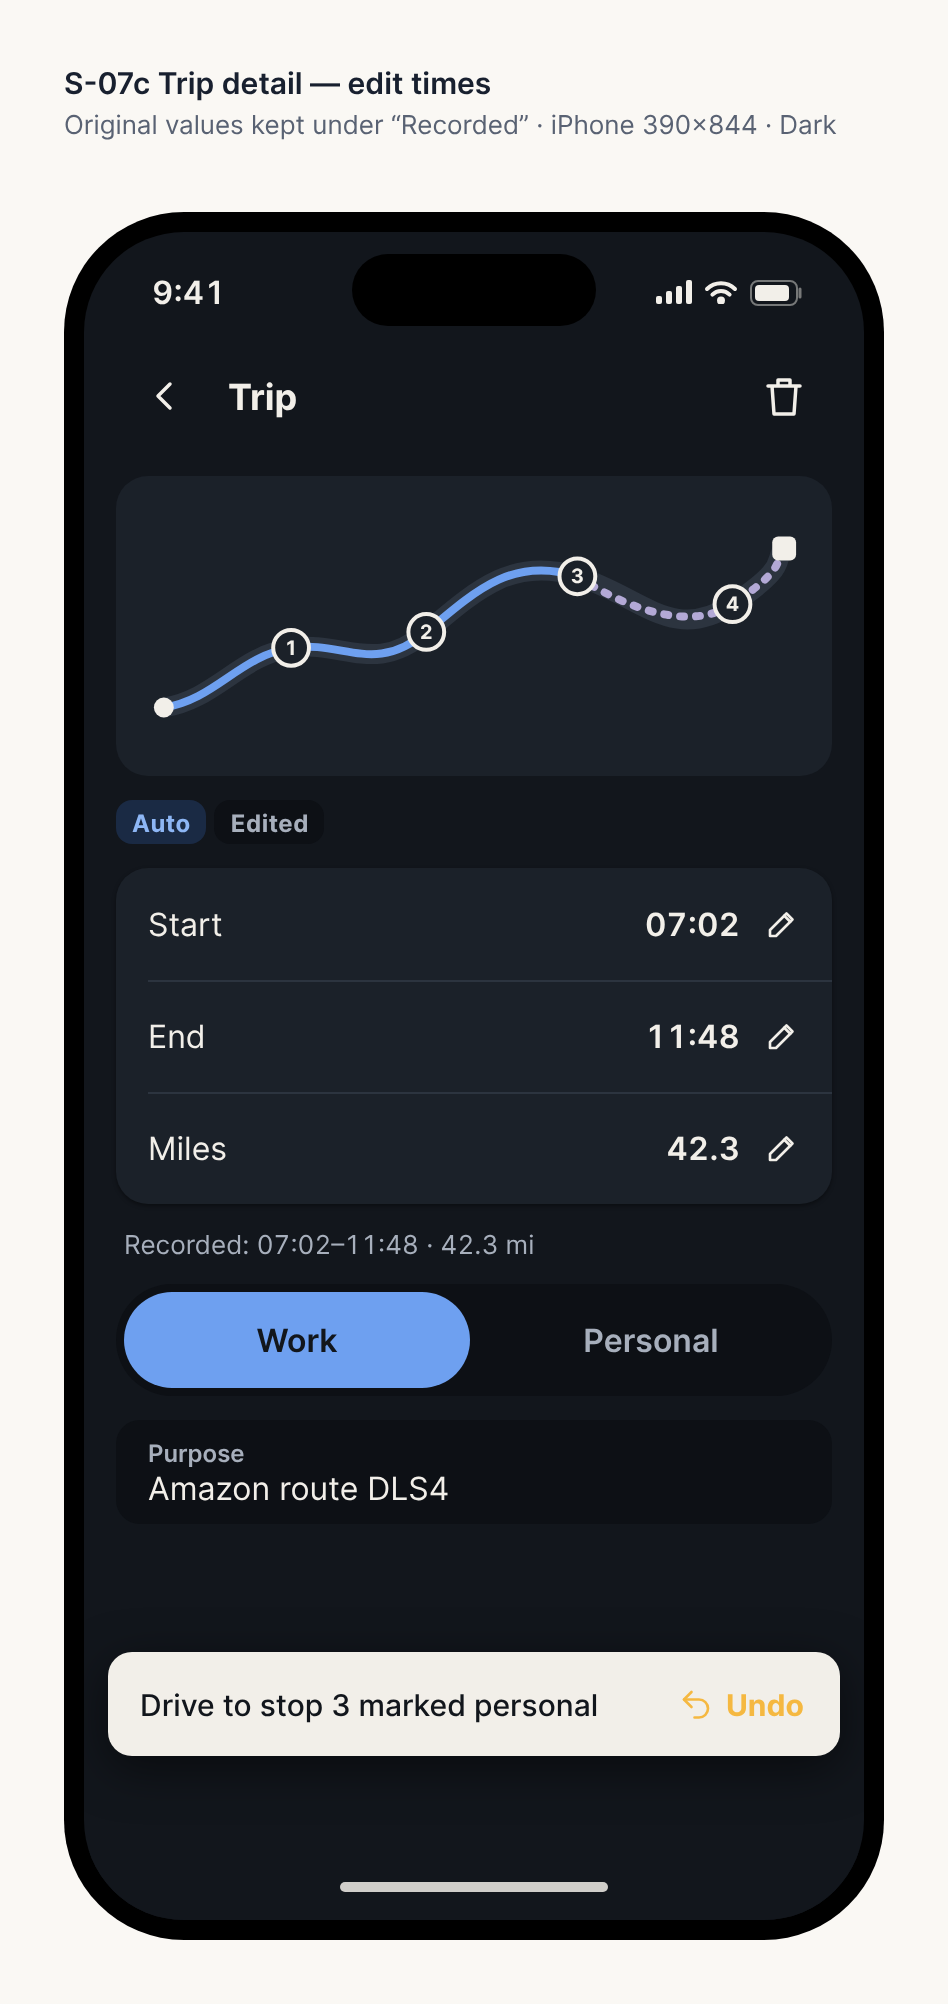 S-07c Trip detail — edit times
Original values kept under “Recorded” · iPhone 390×844 · Dark
9:41
Trip
1
2
3
4
Auto Edited
Start 07:02
End 11:48
Miles 42.3
Recorded: 07:02–11:48 · 42.3 mi
Work Personal
Purpose
Amazon route DLS4
Drive to stop 3 marked personal Undo